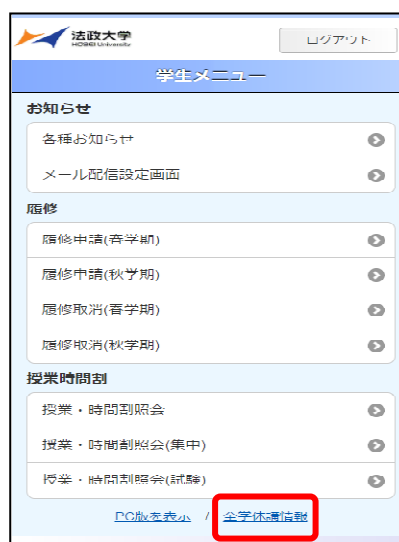 法政大学
HOSEI University
ログアウト
学生メニュー
お知らせ
各種お知らせ
メール配信設定画面
履修
履修申請(春学期)
履修申請(秋学期)
履修取消(春学期)
履修取消(秋学期)
授業時間割
授業・時間割照会
授業・時間割照会(集中)
授業・時間割照会(試験)
PC版を表示 / 全学休講情報